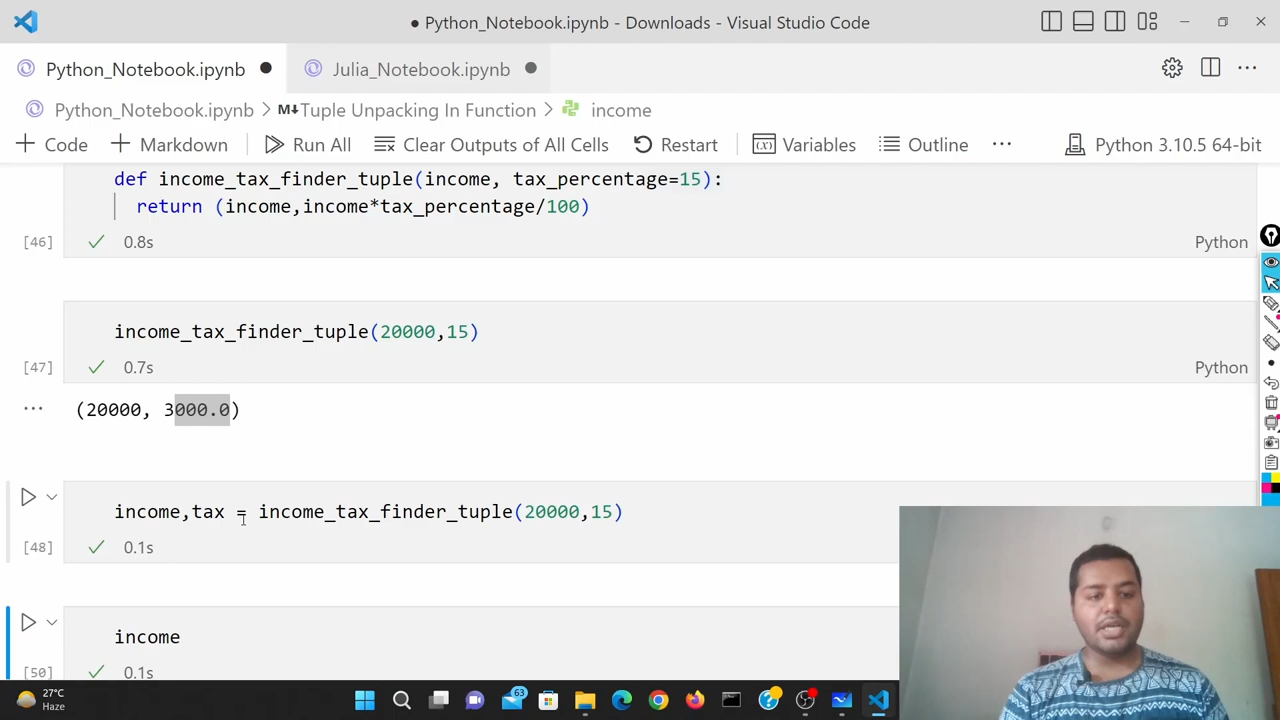 ● Python_Notebook.ipynb - Downloads - Visual Studio Code
Python_Notebook.ipynb ● Julia_Notebook.ipynb ●
Python_Notebook.ipynb > M↓Tuple Unpacking In Function > income
+ Code + Markdown Run All Clear Outputs of All Cells Restart (x) Variables Outline ··· Python 3.10.5 64-bit
def income_tax_finder_tuple(income, tax_percentage=15):
return (income,income*tax_percentage/100)
[46] ✓ 0.8s Python
income_tax_finder_tuple(20000,15)
[47] ✓ 0.7s Python
··· (20000, 3000.0)
income,tax = income_tax_finder_tuple(20000,15)
[48] ✓ 0.1s
income
[50] ✓ 0.1s
27°C
Haze
63